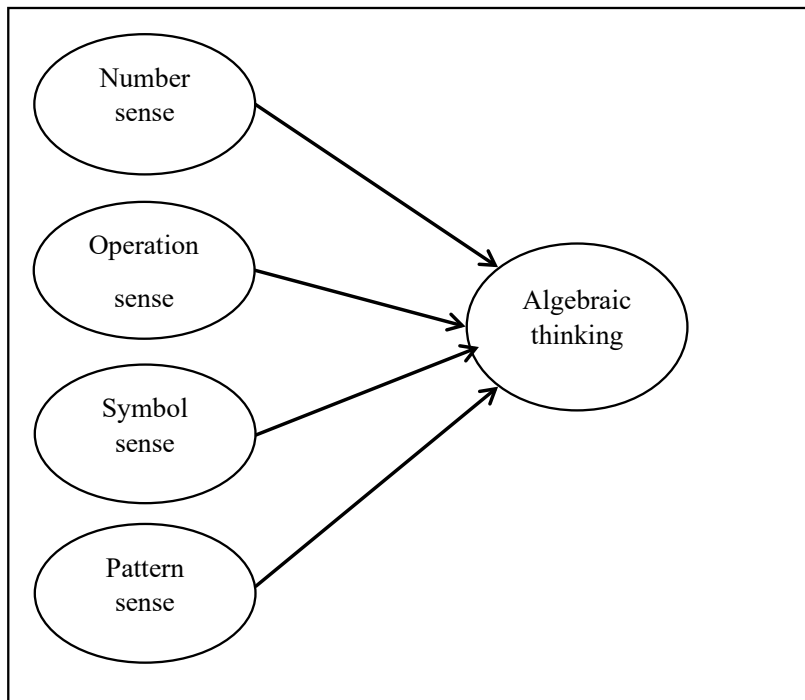 Number
sense
Operation
sense
Algebraic
thinking
Symbol
sense
Pattern
sense